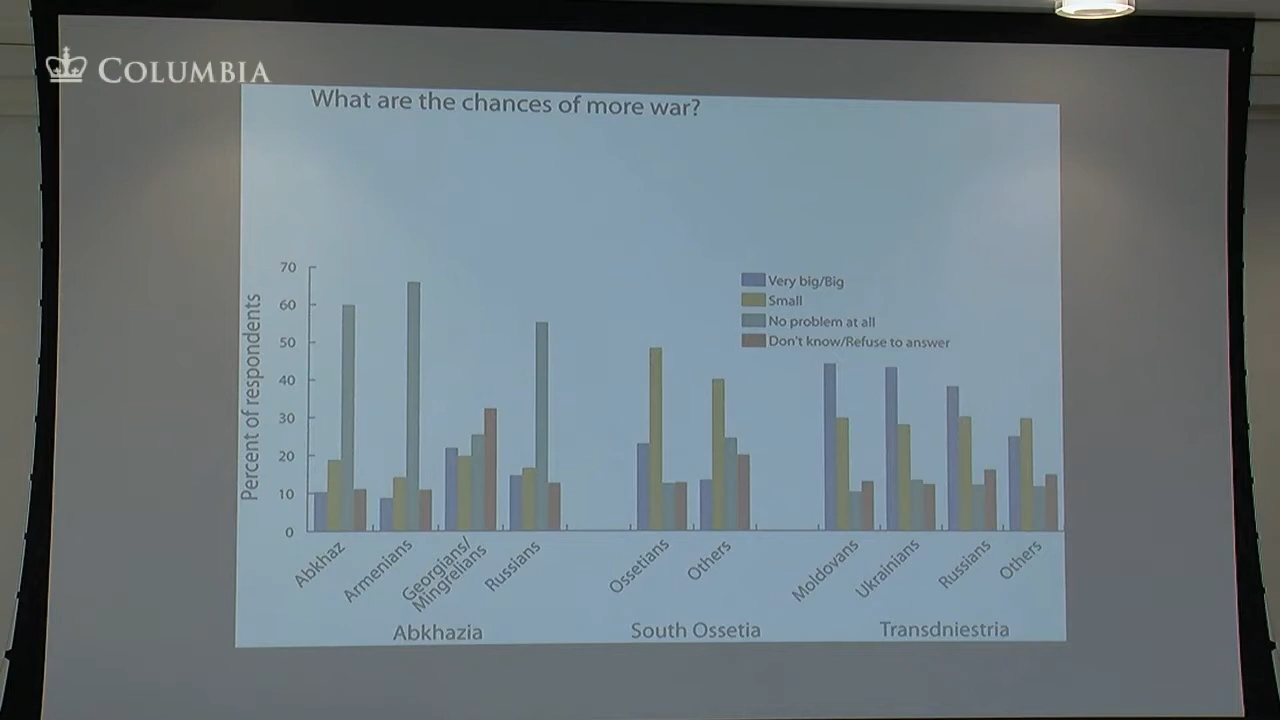 COLUMBIA
What are the chances of more war?
Percent of respondents
70
60
50
40
30
20
10
0
Very big/Big
Small
No problem at all
Don't know/Refuse to answer
Abkhaz
Armenians
Georgians/
Mingrelians
Russians
Ossetians
Others
Moldovans
Ukrainians
Russians
Others
Abkhazia
South Ossetia
Transdniestria